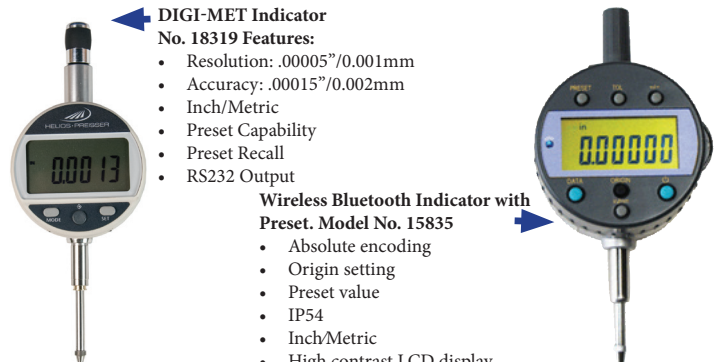 DIGI-MET Indicator
No. 18319 Features:
• Resolution: .00005”/0.001mm
• Accuracy: .00015”/0.002mm
• Inch/Metric
• Preset Capability
• Preset Recall
• RS232 Output
HELIOS-PREISSER
-0.0013
MODE
SET
Wireless Bluetooth Indicator with
Preset. Model No. 15835
• Absolute encoding
• Origin setting
• Preset value
• IP54
• Inch/Metric
• High contrast LCD display
PRESET TOL
in
0.00000
DATA ORIGIN